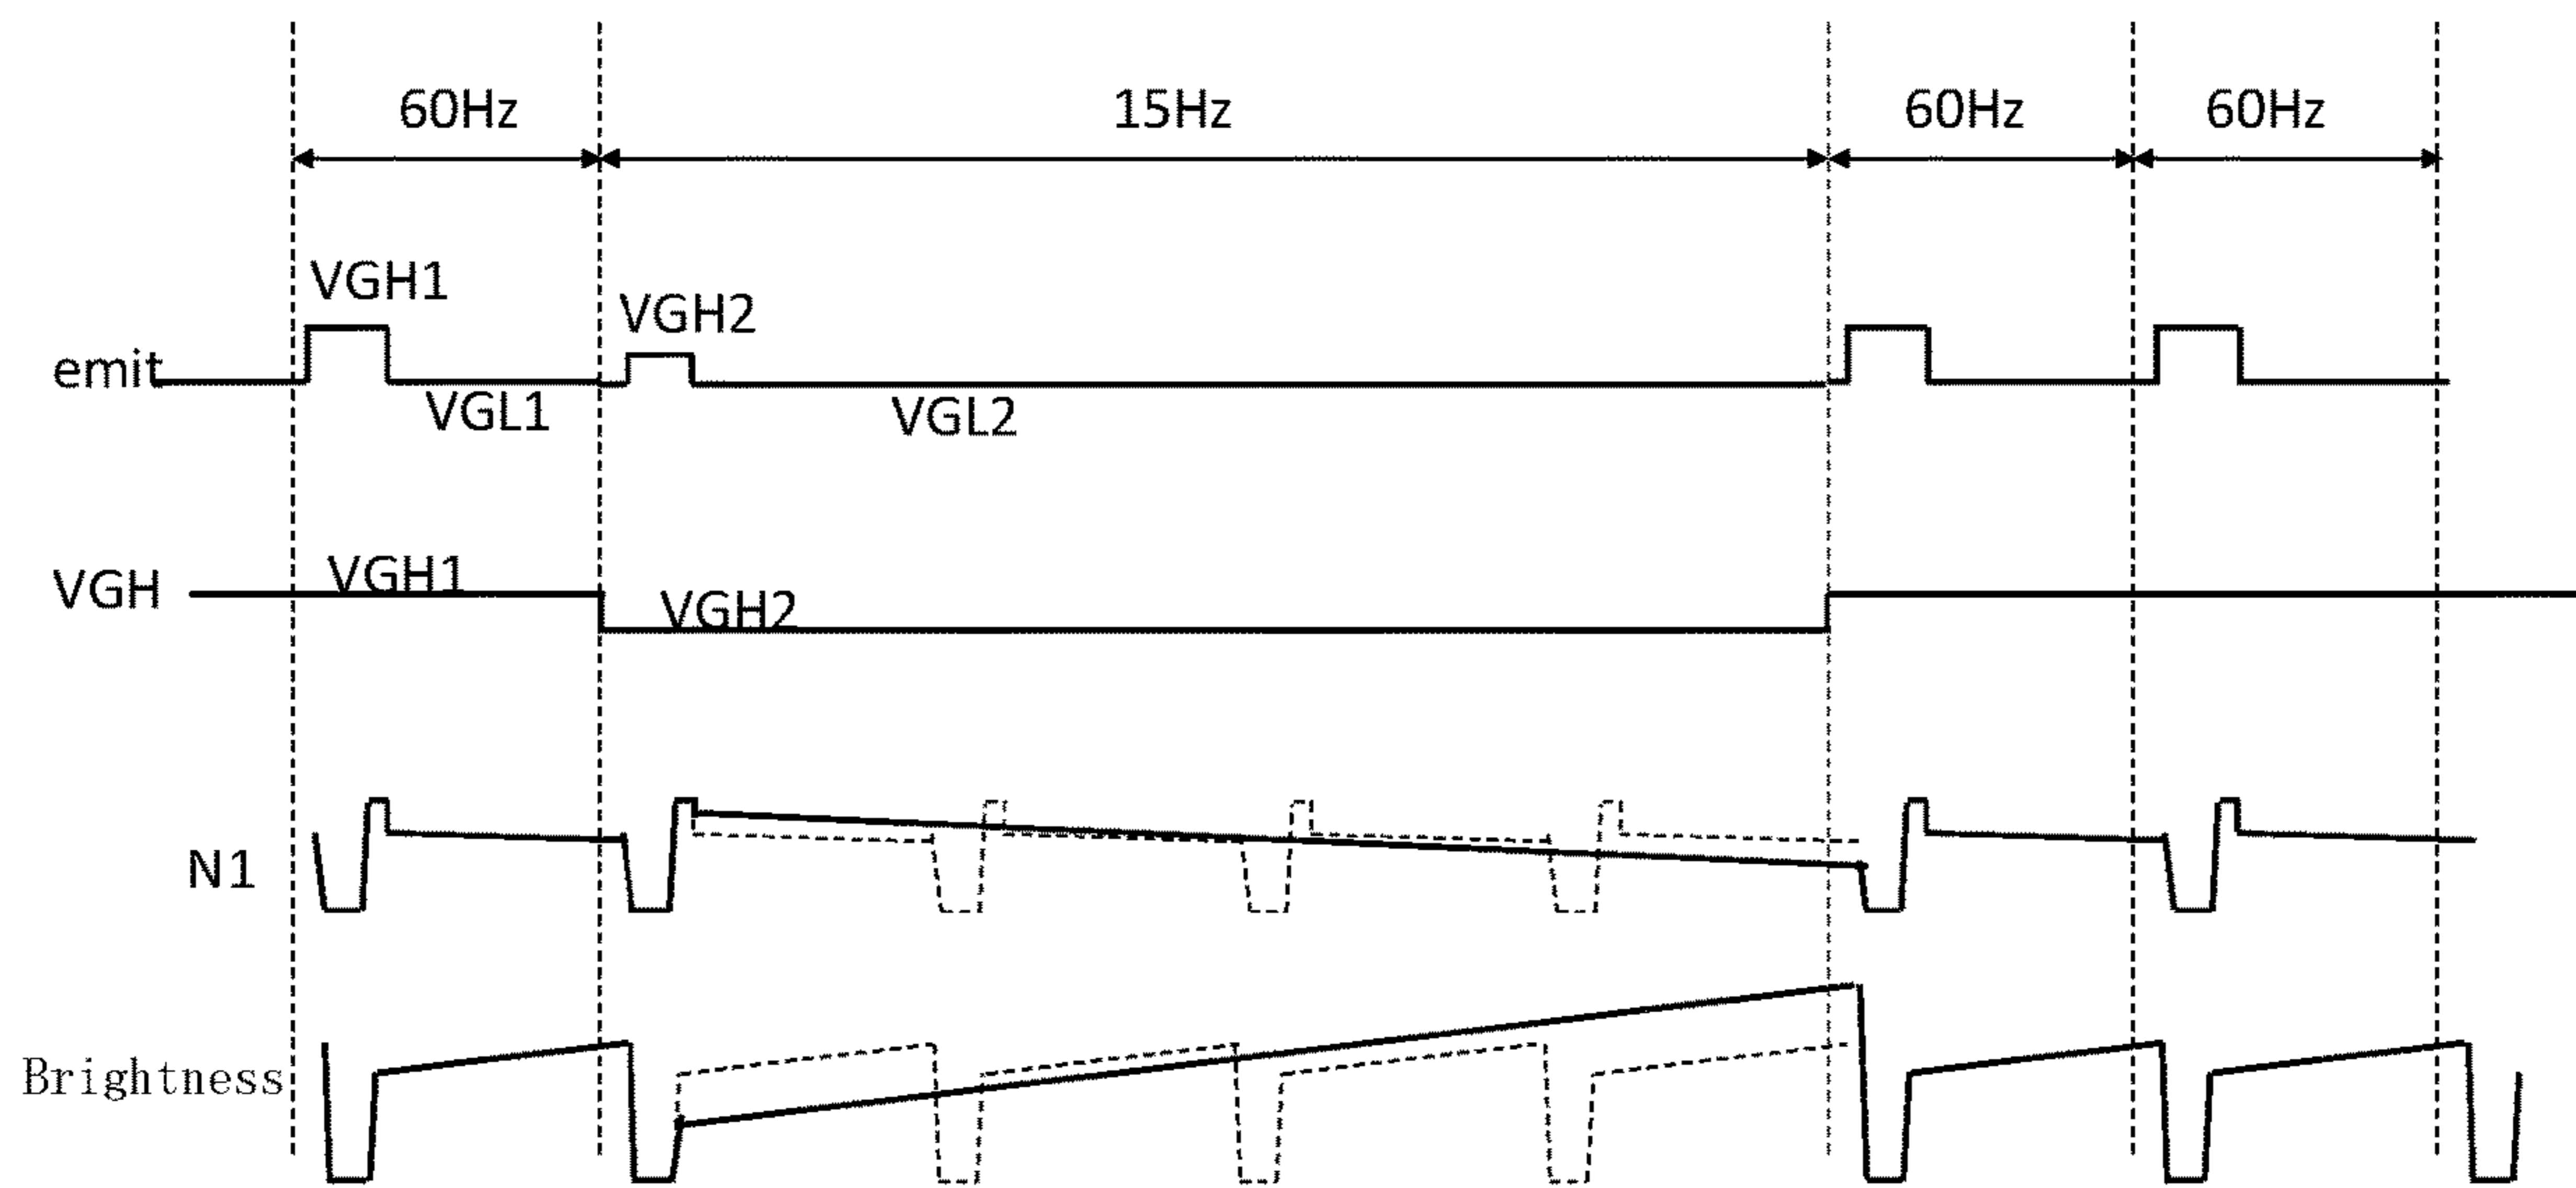 60Hz 15Hz 60Hz 60Hz
VGH1 VGH2
emit
VGL1 VGL2
VGH VGH1 VGH2
N1
Brightness